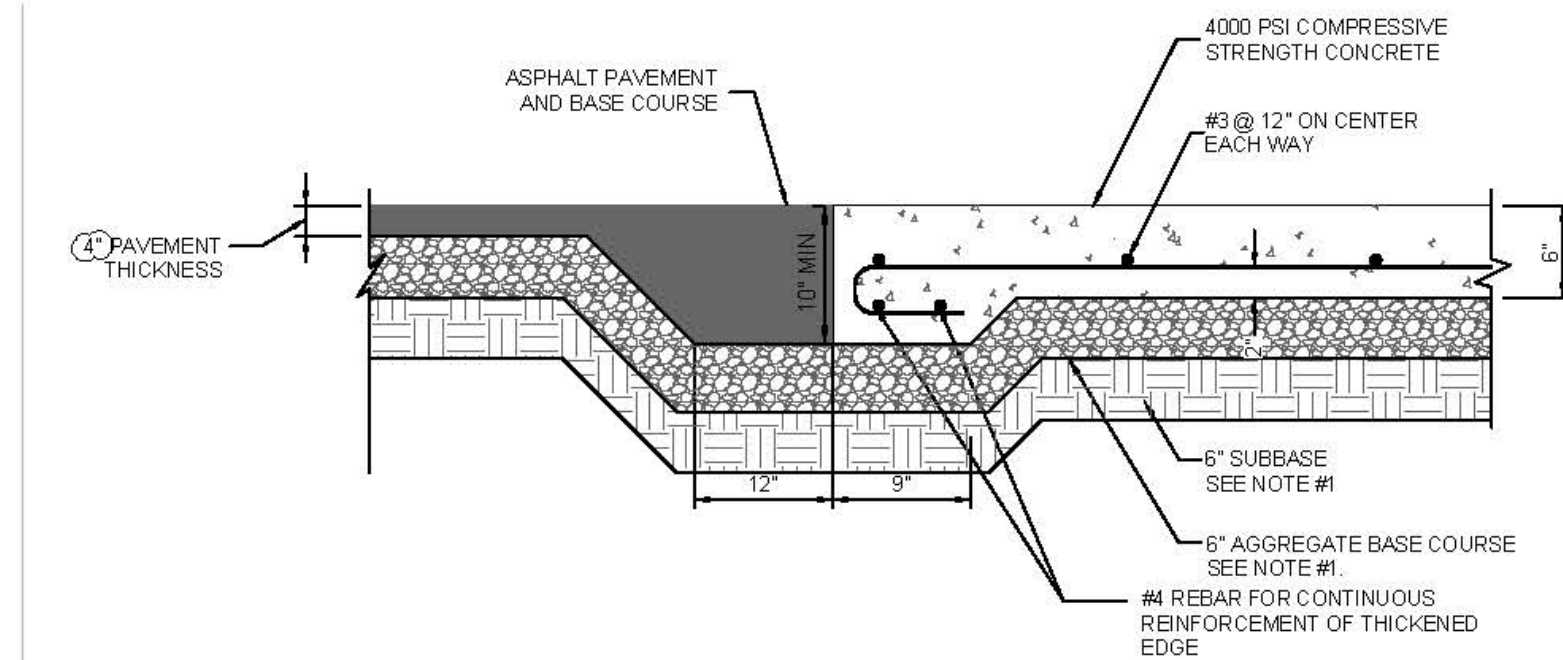 4000 PSI COMPRESSIVE
STRENGTH CONCRETE
ASPHALT PAVEMENT
AND BASE COURSE
#3 @ 12" ON CENTER
EACH WAY
4" PAVEMENT
THICKNESS
10" MIN
6"
2"
12"
9"
6" SUBBASE
SEE NOTE #1
6" AGGREGATE BASE COURSE
SEE NOTE #1.
#4 REBAR FOR CONTINUOUS
REINFORCEMENT OF THICKENED
EDGE